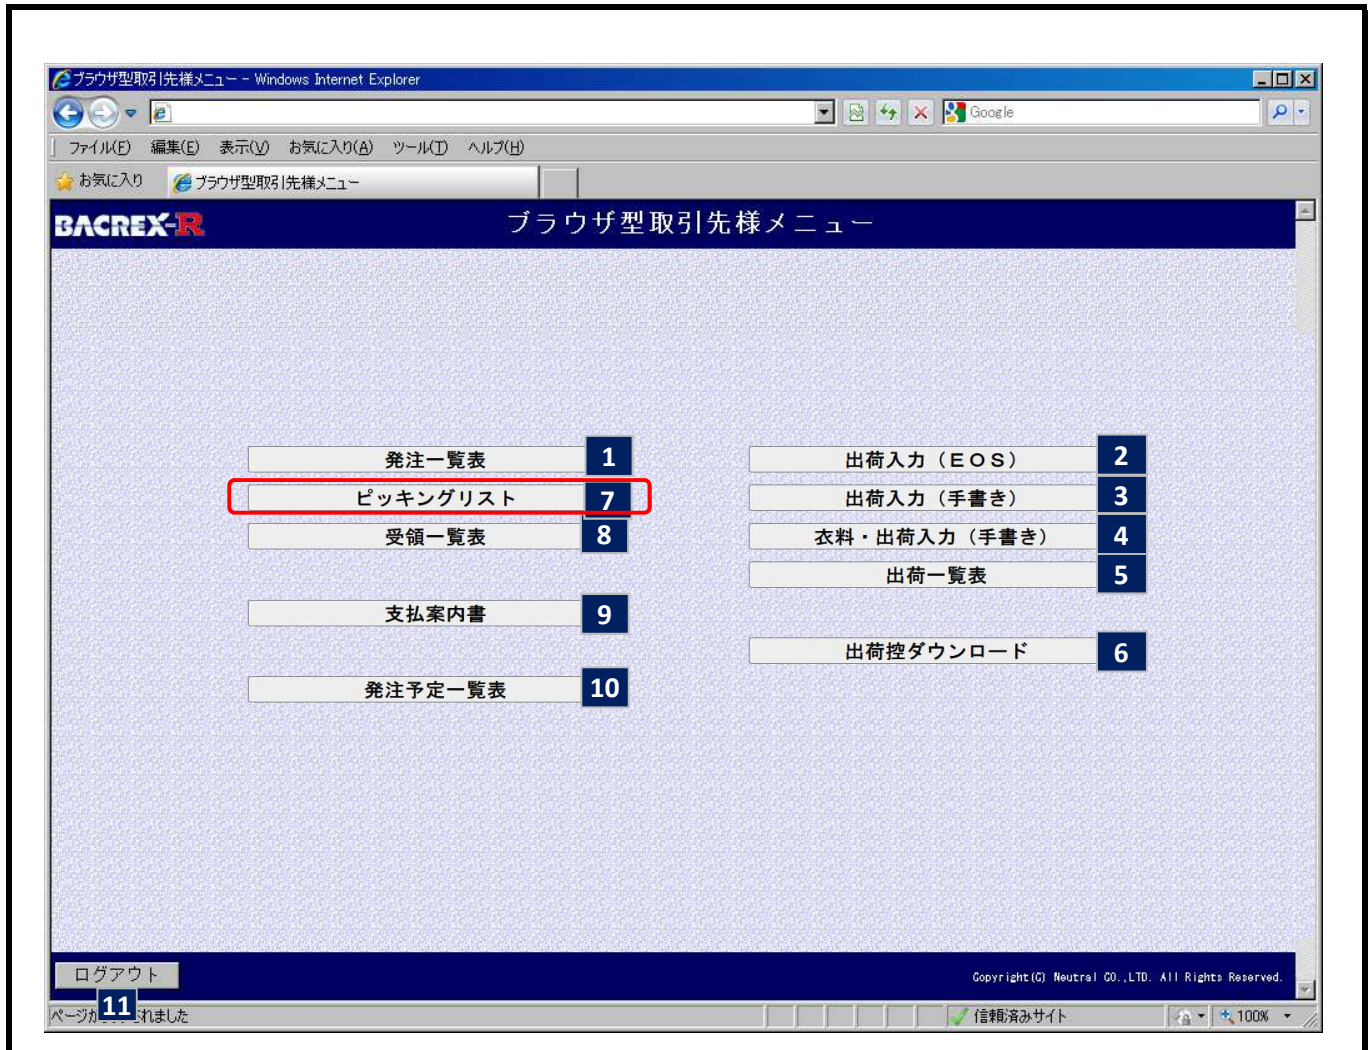 ブラウザ型取引先様メニュー - Windows Internet Explorer
Google
ファイル(F) 編集(E) 表示(V) お気に入り(A) ツール(T) ヘルプ(H)
お気に入り ブラウザ型取引先様メニュー
BACREX-R ブラウザ型取引先様メニュー
発注一覧表 1 出荷入力（ＥＯＳ） 2
ピッキングリスト 7 出荷入力（手書き） 3
受領一覧表 8 衣料・出荷入力（手書き） 4
出荷一覧表 5
支払案内書 9
出荷控ダウンロード 6
発注予定一覧表 10
ログアウト Copyright(C) Neutral CO.,LTD. All Rights Reserved.
11
ページが されました 信頼済みサイト 100%